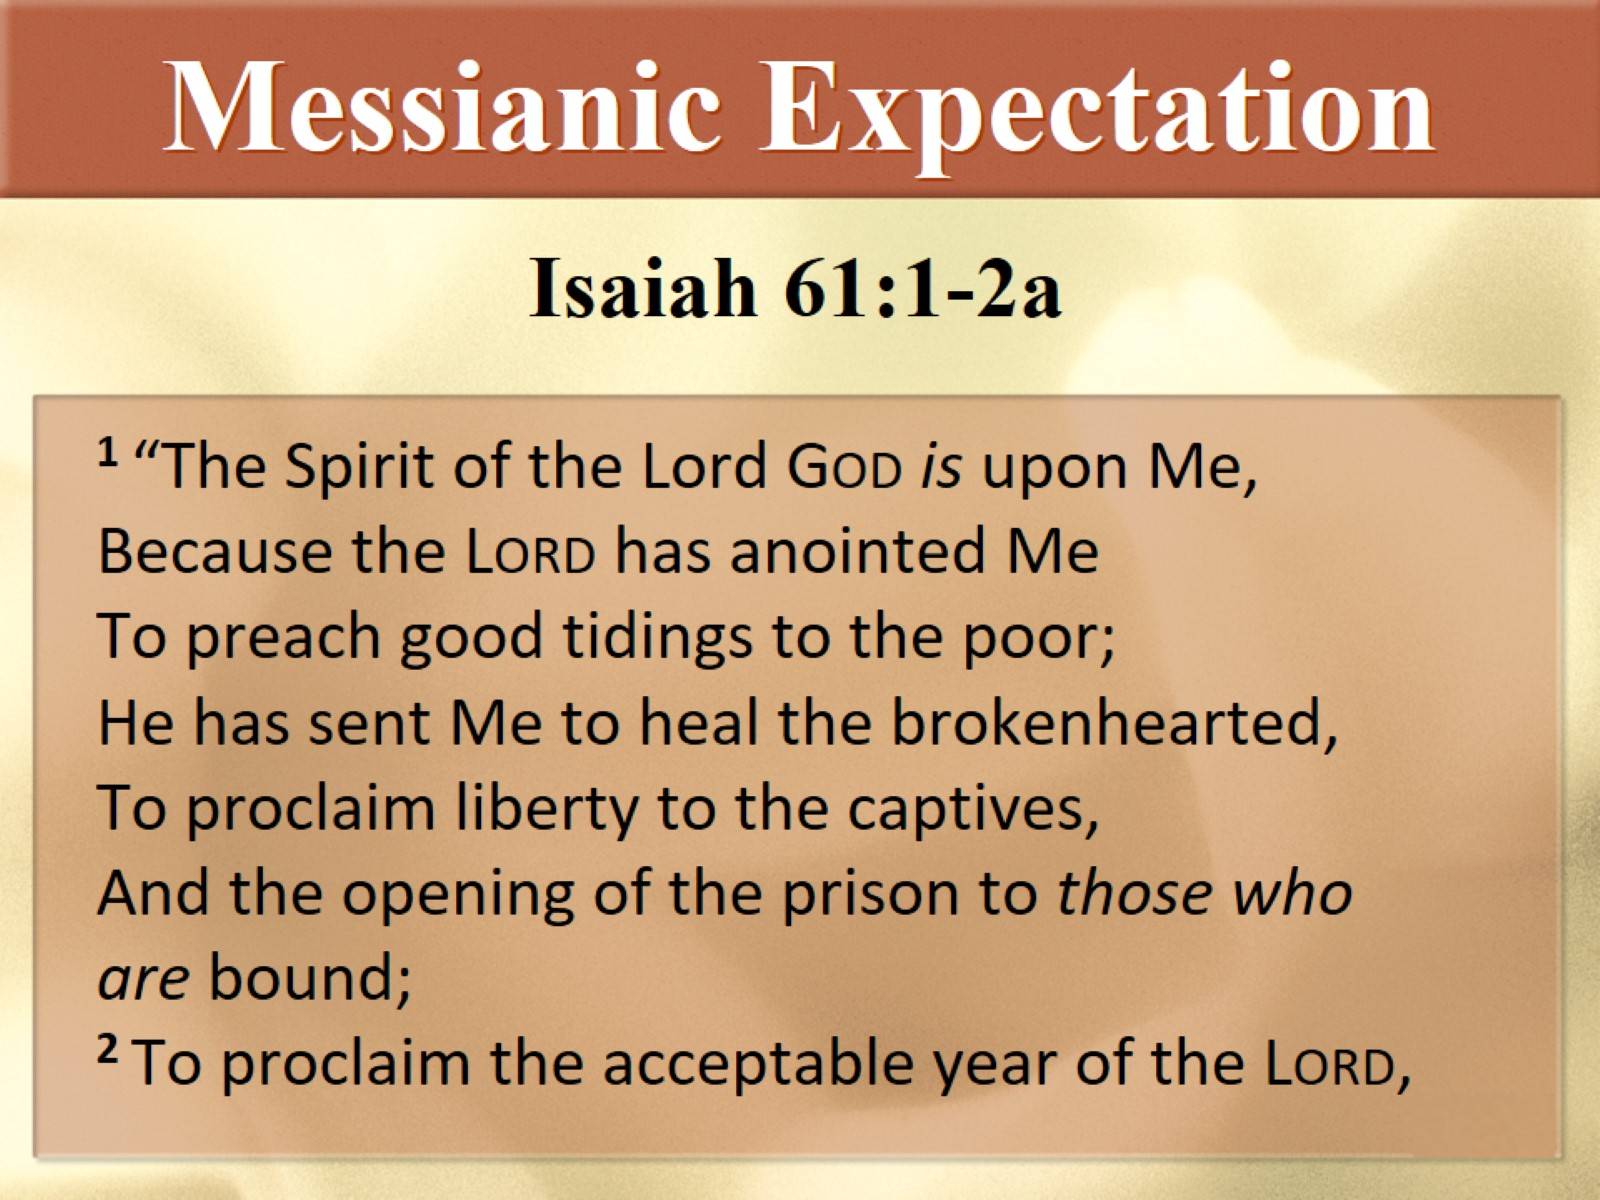 Messianic Expectation
Isaiah 61:1-2a
1 “The Spirit of the Lord GOD is upon Me,
Because the LORD has anointed Me
To preach good tidings to the poor;
He has sent Me to heal the brokenhearted,
To proclaim liberty to the captives,
And the opening of the prison to those who
are bound;
2 To proclaim the acceptable year of the LORD,